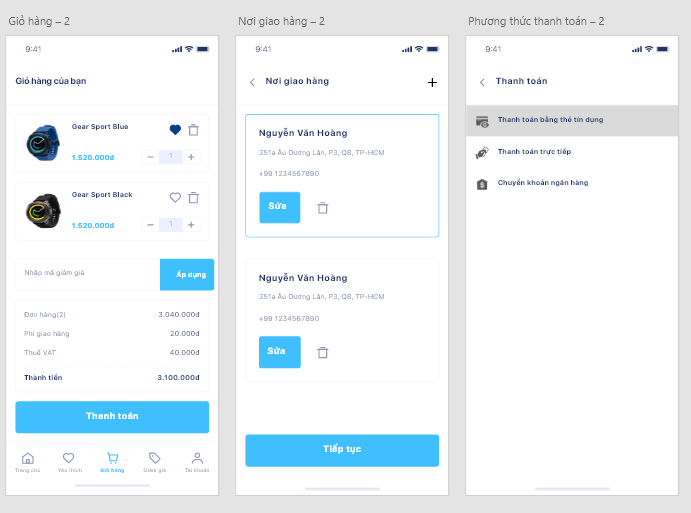 Giỏ hàng – 2
9:41
Giỏ hàng của bạn
Gear Sport Blue
1.520.000đ
− 1 +
Gear Sport Black
1.520.000đ
− 1 +
Nhập mã giảm giá
Áp dụng
Đơn hàng(2) 3.040.000đ
Phí giao hàng 20.000đ
Thuế VAT 40.000đ
Thành tiền 3.100.000đ
Thanh toán
Trang chủ Yêu thích Giỏ hàng Giảm giá Tài khoản
Nơi giao hàng – 2
9:41
Nơi giao hàng
Nguyễn Văn Hoàng
351a Âu Dương Lân, P3, Q8, TP-HCM
+99 1234567890
Sửa
Nguyễn Văn Hoàng
351a Âu Dương Lân, P3, Q8, TP-HCM
+99 1234567890
Sửa
Tiếp tục
Phương thức thanh toán – 2
9:41
Thanh toán
Thanh toán bằng thẻ tín dụng
Thanh toán trực tiếp
Chuyển khoản ngân hàng